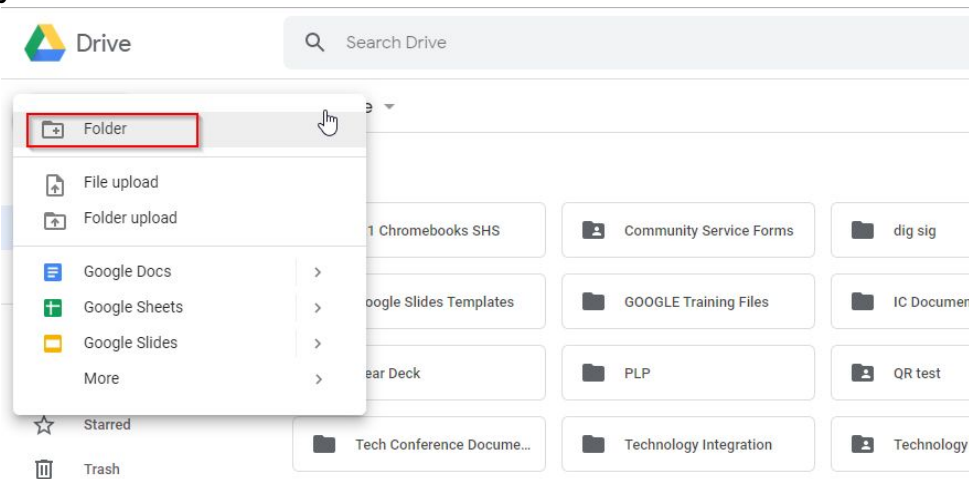 Drive
Search Drive
Folder
File upload
Folder upload
1 Chromebooks SHS
Community Service Forms
dig sig
Google Docs
Google Sheets
oogle Slides Templates
GOOGLE Training Files
IC Documen
Google Slides
More
ear Deck
PLP
QR test
Starred
Tech Conference Docume...
Technology Integration
Technology
Trash